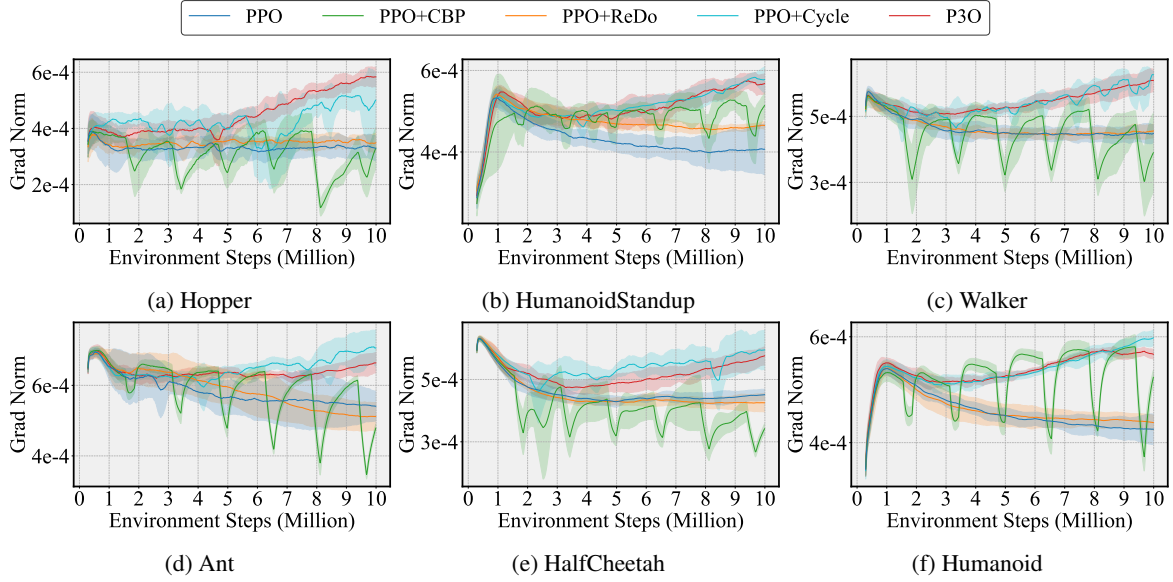 PPO PPO+CBP PPO+ReDo PPO+Cycle P3O
Grad Norm
6e-4
4e-4
2e-4
0 1 2 3 4 5 6 7 8 9 10
Environment Steps (Million)
(a) Hopper
Grad Norm
6e-4
4e-4
0 1 2 3 4 5 6 7 8 9 10
Environment Steps (Million)
(b) HumanoidStandup
Grad Norm
5e-4
3e-4
0 1 2 3 4 5 6 7 8 9 10
Environment Steps (Million)
(c) Walker
Grad Norm
6e-4
4e-4
0 1 2 3 4 5 6 7 8 9 10
Environment Steps (Million)
(d) Ant
Grad Norm
5e-4
3e-4
0 1 2 3 4 5 6 7 8 9 10
Environment Steps (Million)
(e) HalfCheetah
Grad Norm
6e-4
4e-4
0 1 2 3 4 5 6 7 8 9 10
Environment Steps (Million)
(f) Humanoid